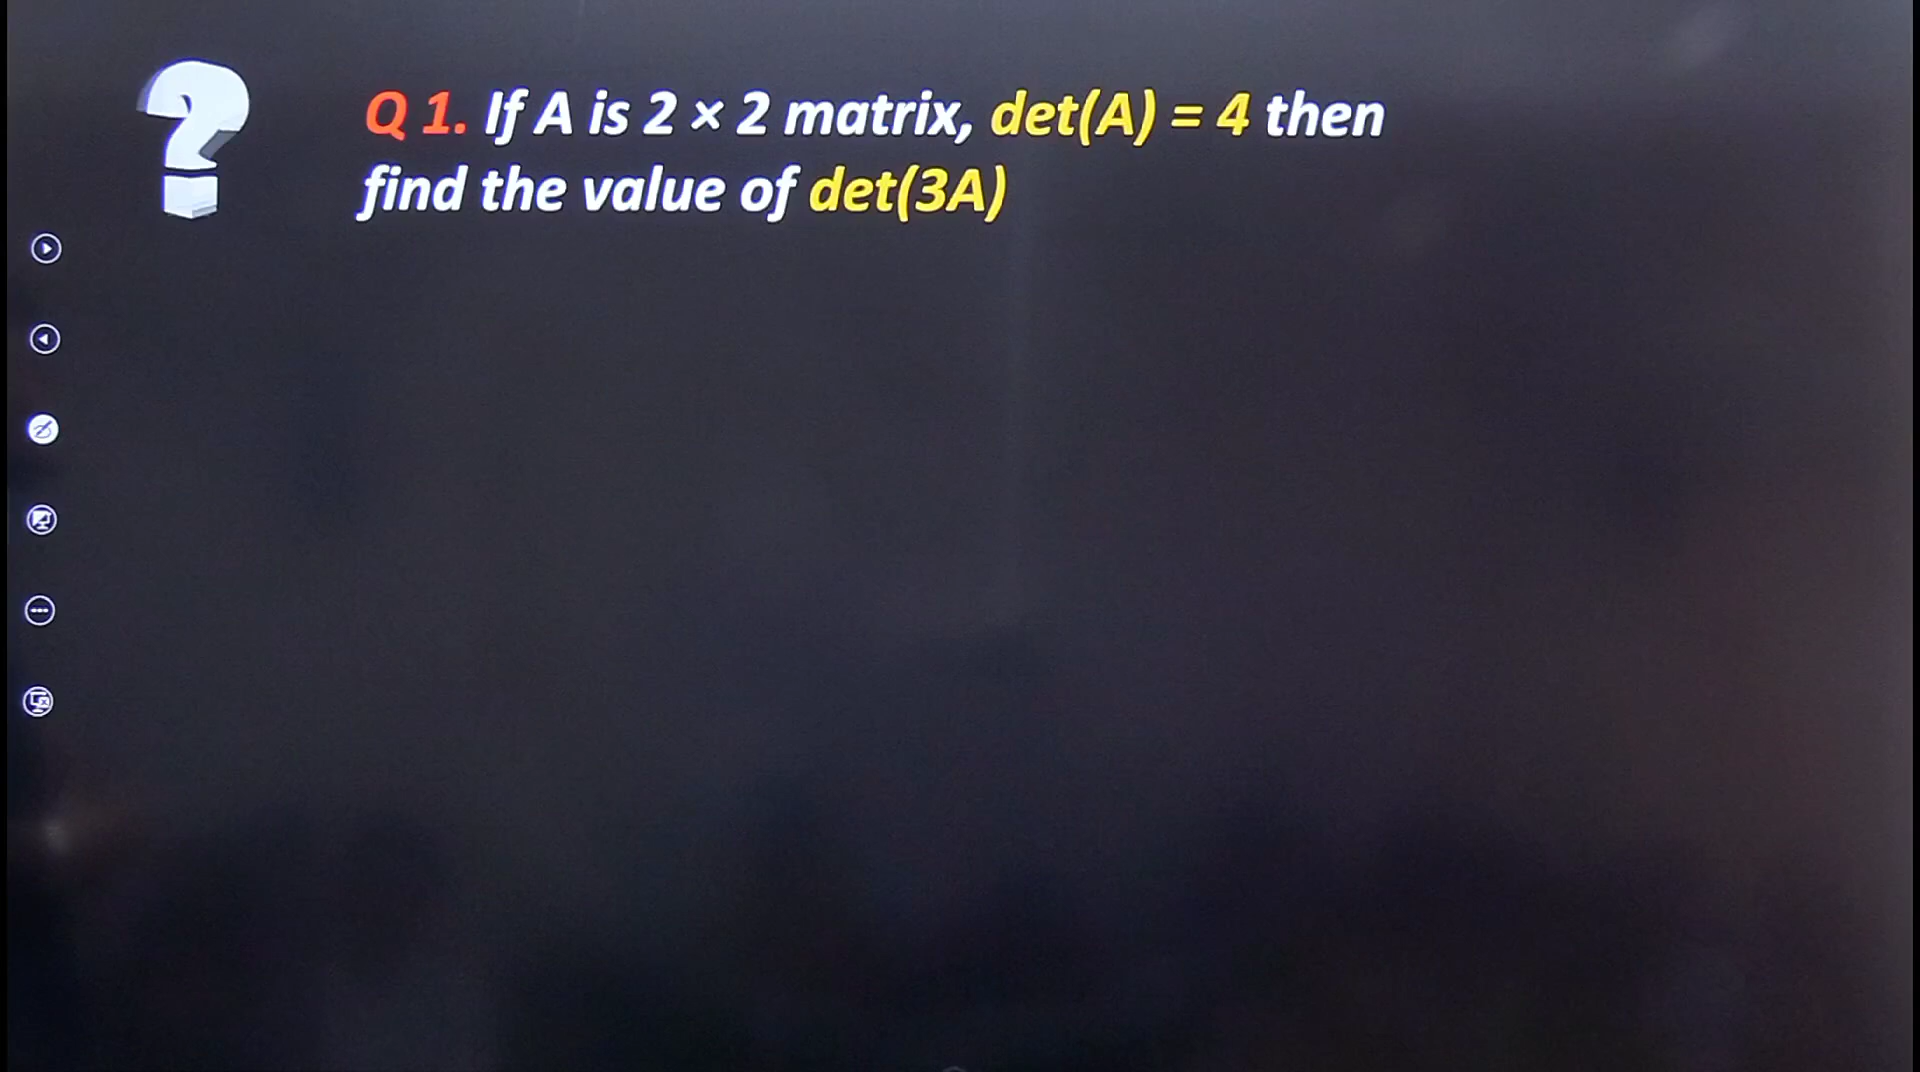 Q 1. If A is 2 × 2 matrix, det(A) = 4 then
find the value of det(3A)